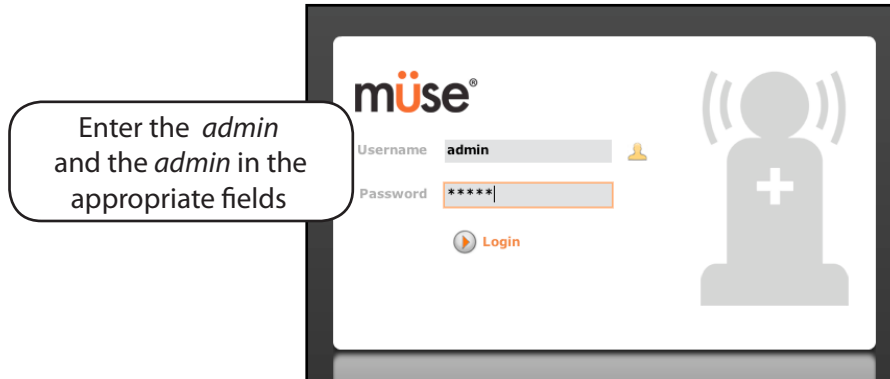 müse®
Enter the admin
and the admin in the
appropriate fields
Username admin
Password *****
Login